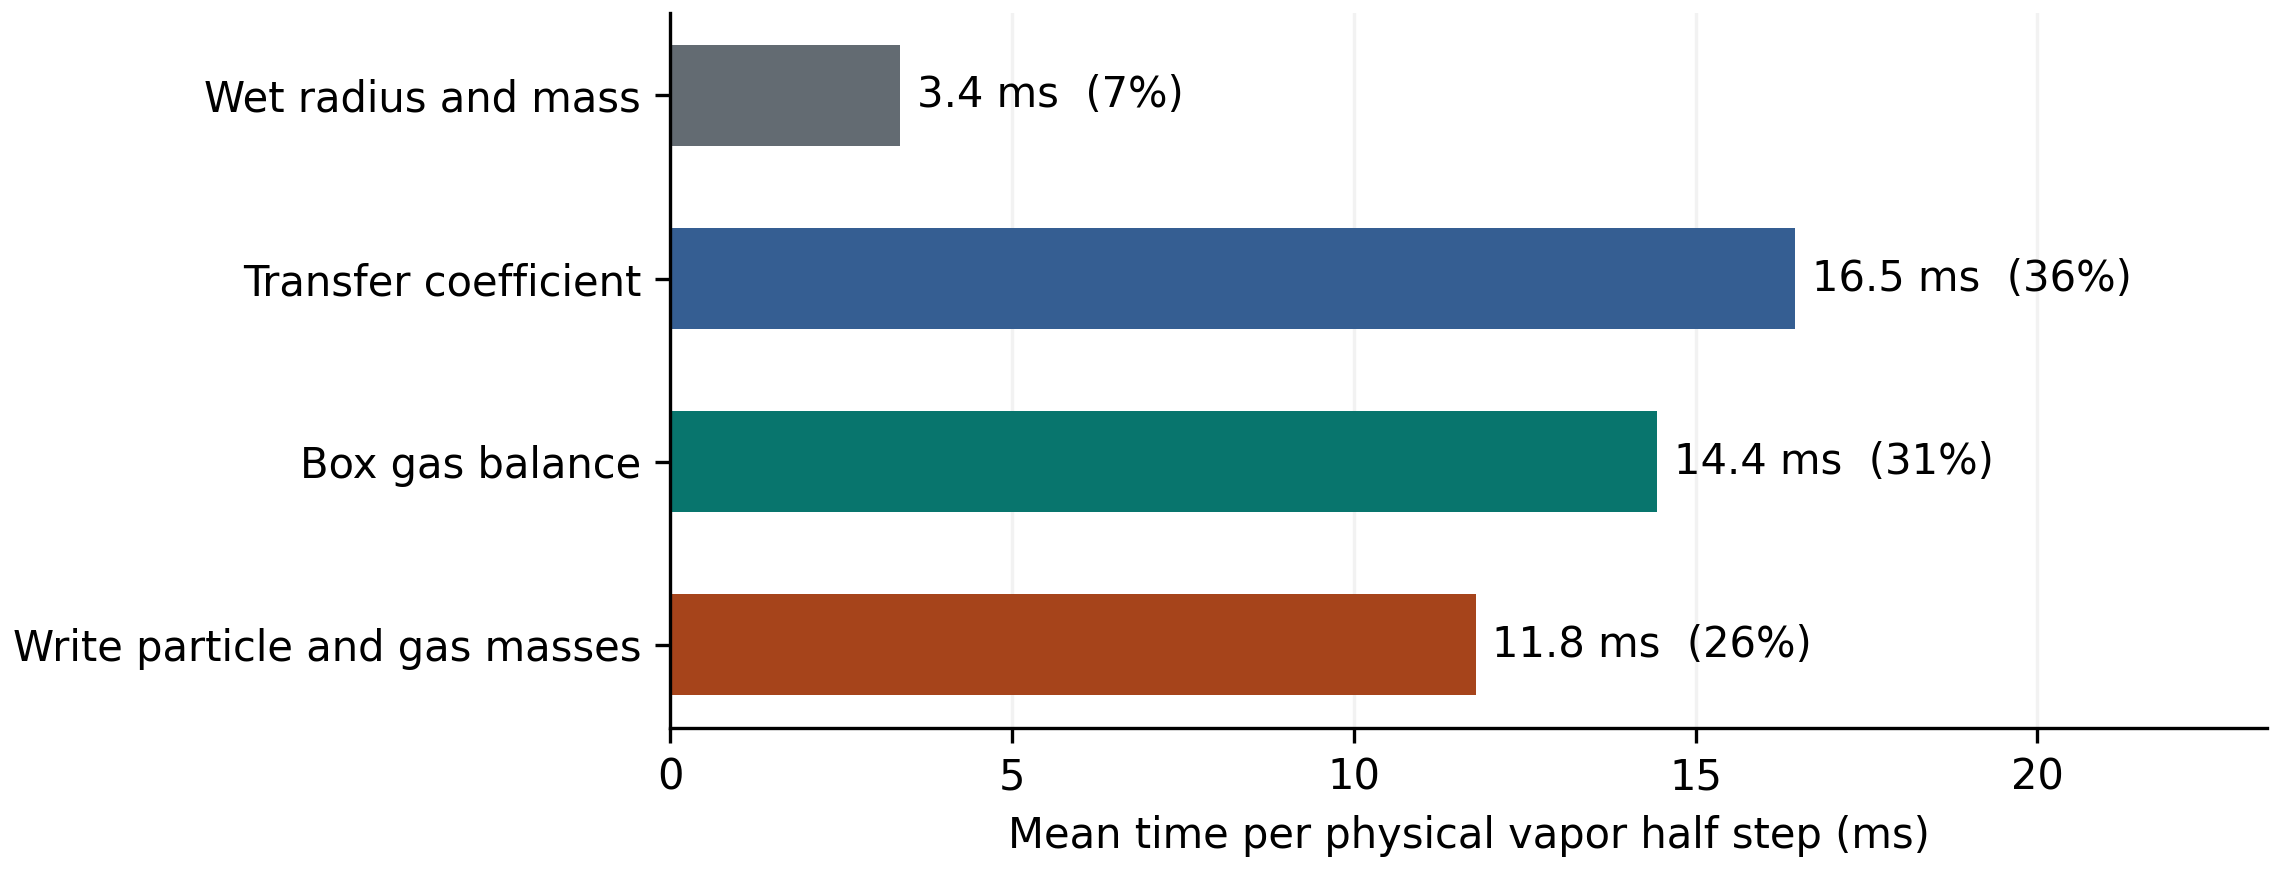 Wet radius and mass
3.4 ms (7%)
Transfer coefficient
16.5 ms (36%)
Box gas balance
14.4 ms (31%)
Write particle and gas masses
11.8 ms (26%)
0 5 10 15 20
Mean time per physical vapor half step (ms)